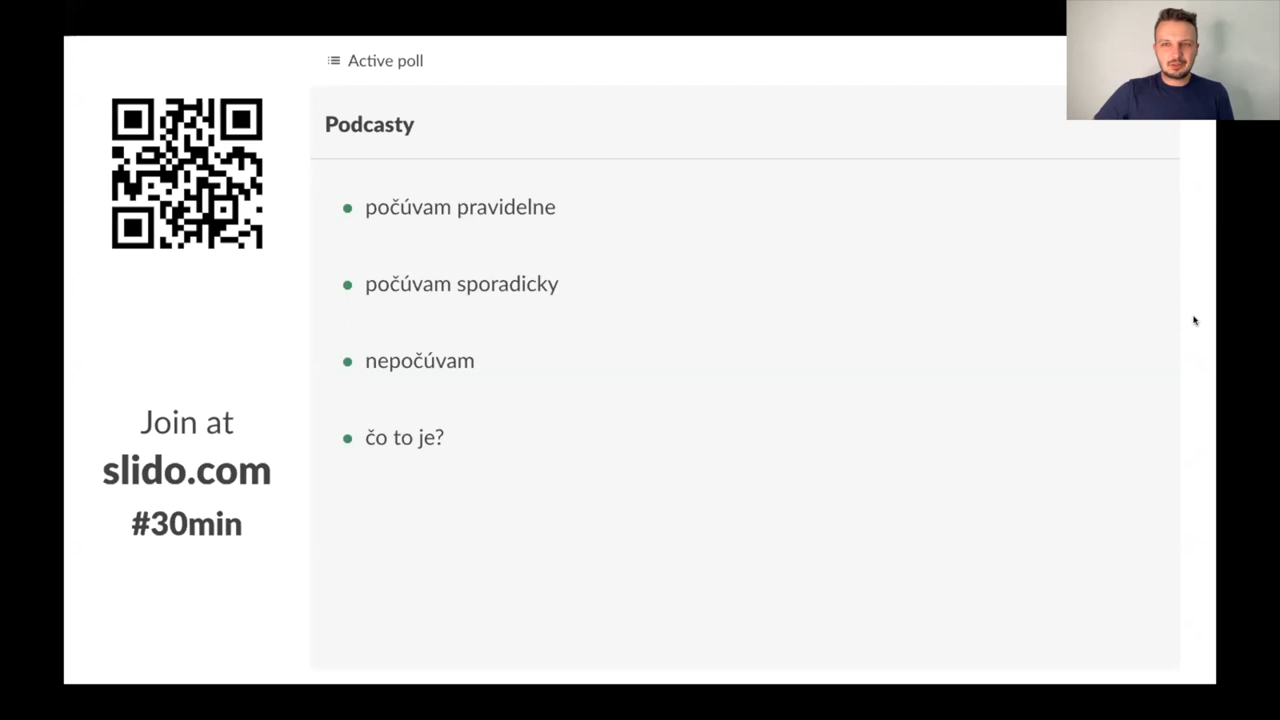 Active poll
Podcasty
počúvam pravidelne
počúvam sporadicky
nepočúvam
čo to je?
Join at
slido.com
#30min